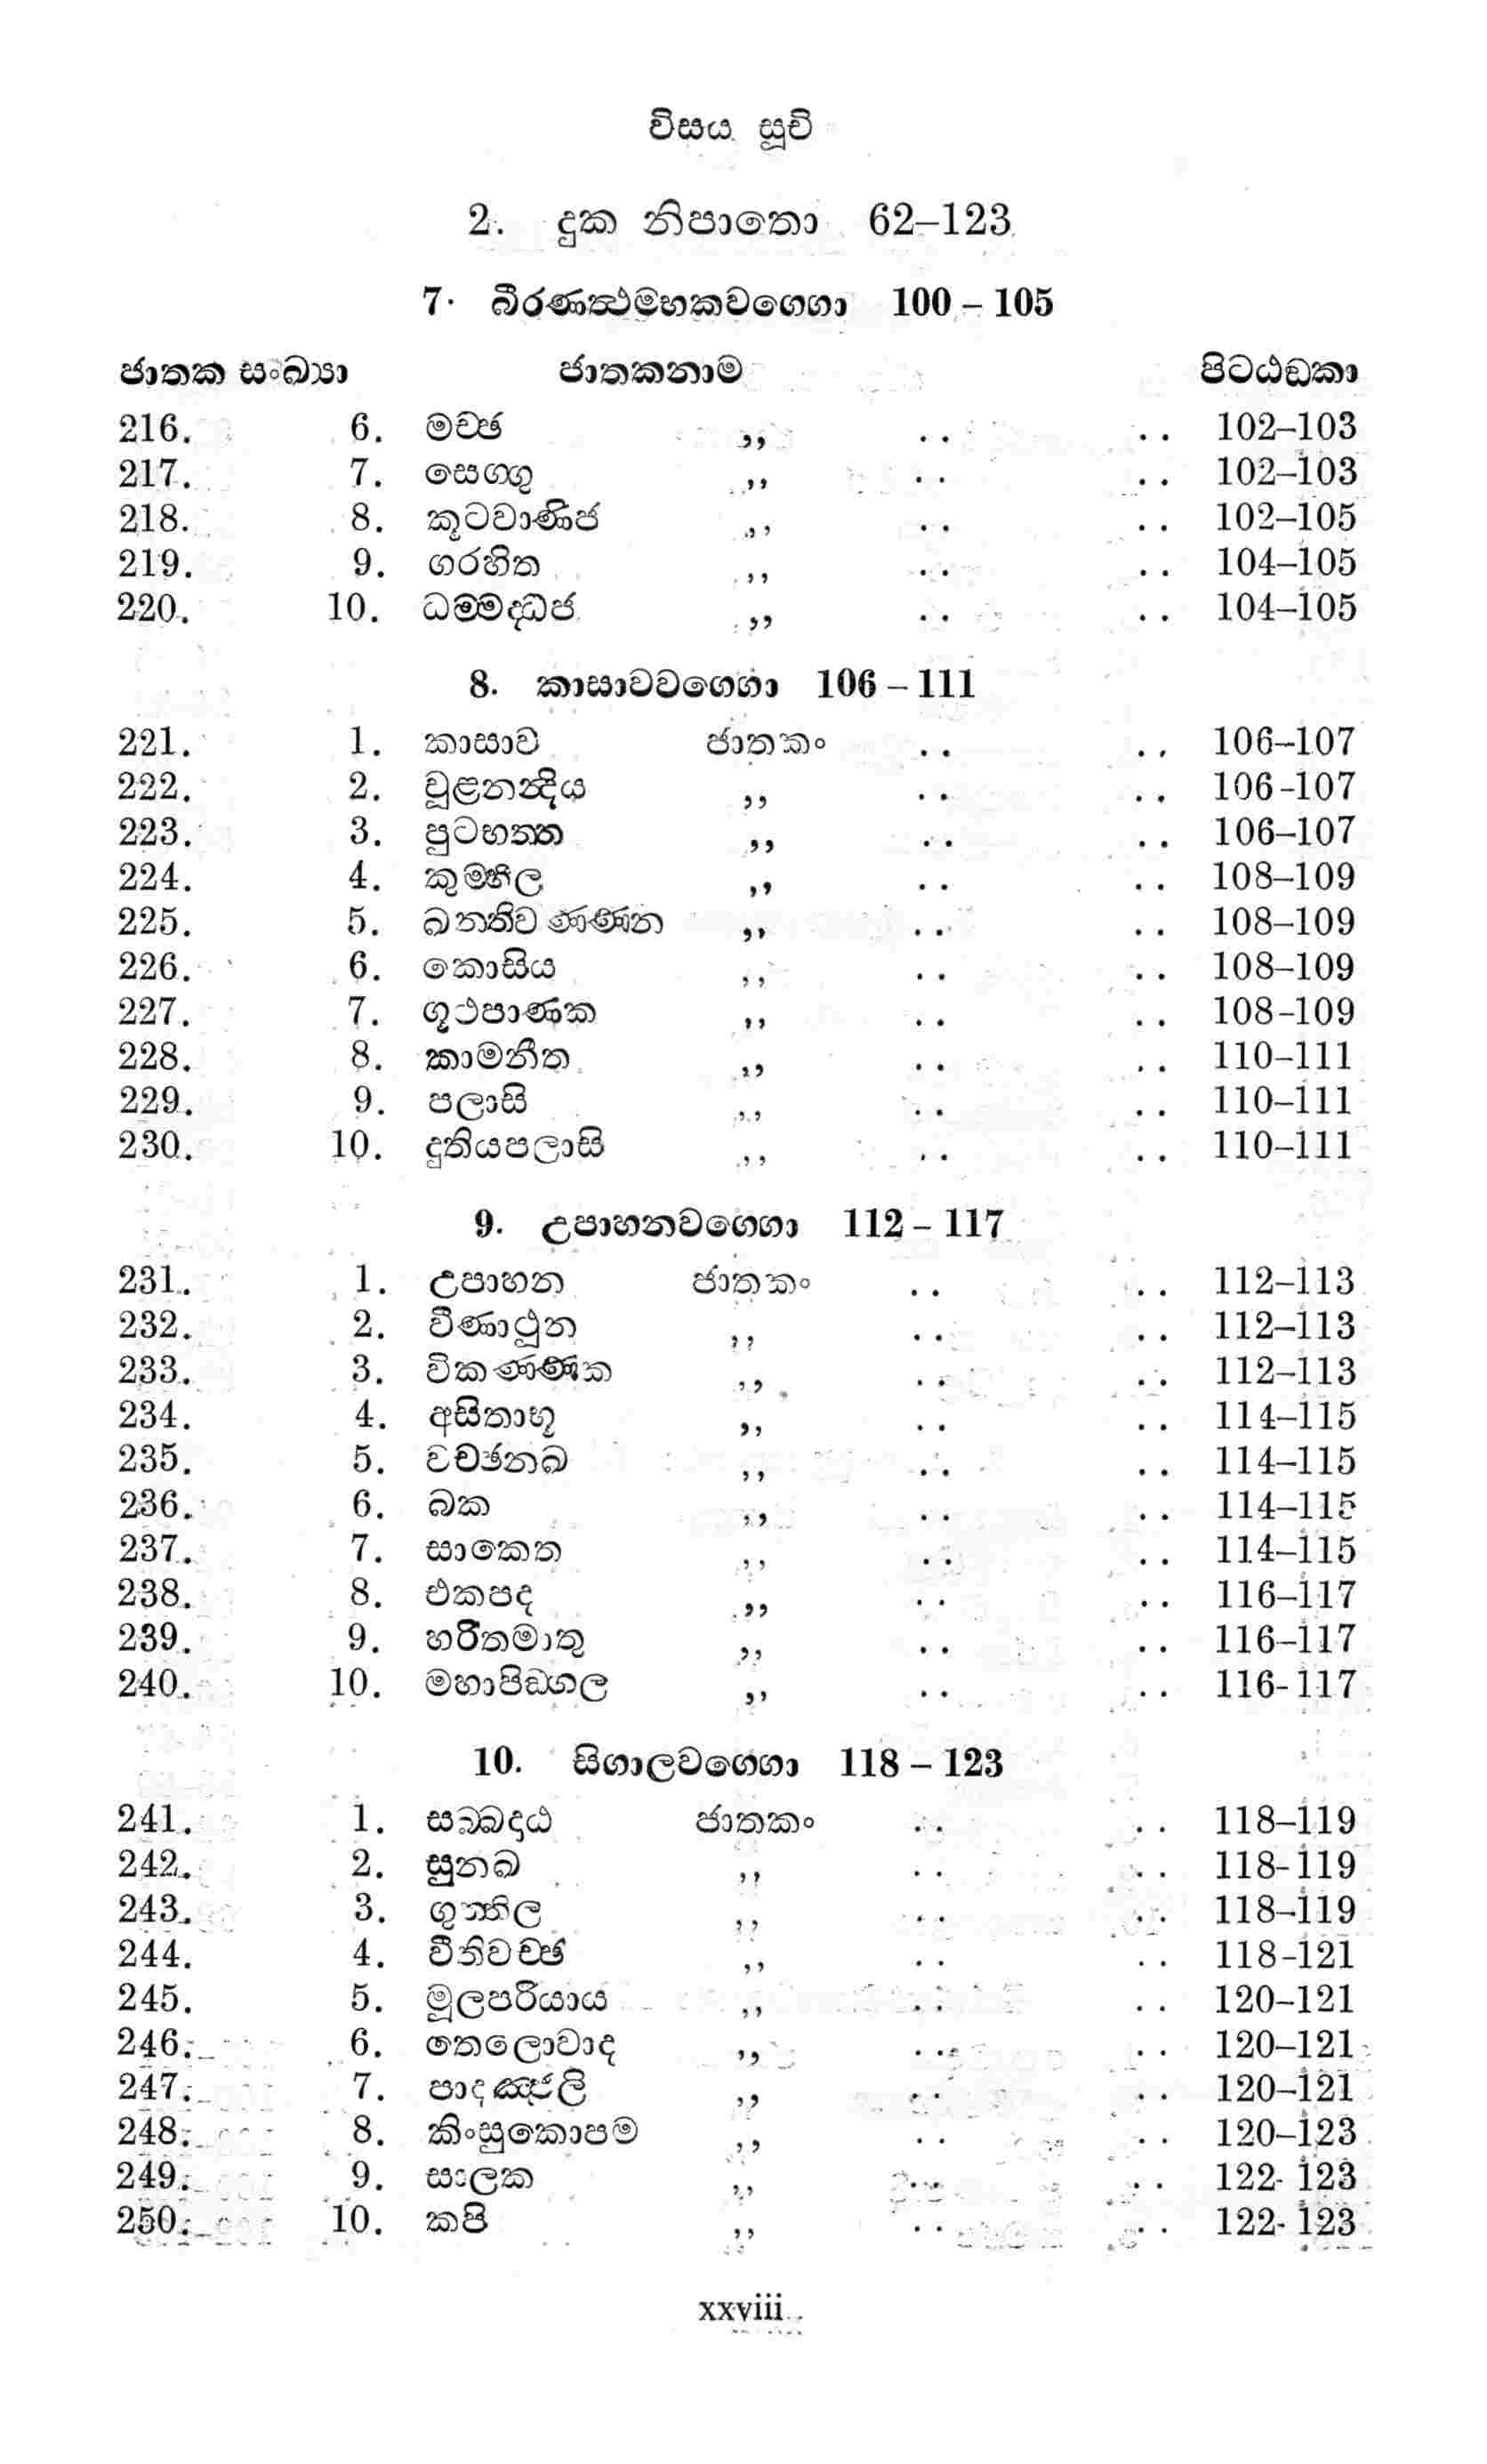 විසය සූචි
2. දුක නිපාතො 62–123
7. බීරණත්‍ථම්භකවග්ගො 100 – 105
ජාතක සංඛ්‍යා ජාතකනාම පිටඨඞකා
216. 6. මච්ඡ ,, .. .. 102–103
217. 7. සෙග්ගු ,, .. .. 102–103
218. 8. කූටවාණිජ ,, .. .. 102–105
219. 9. ගරහිත ,, .. .. 104–105
220. 10. ධම්මද්ධජ ,, .. .. 104–105
8. කාසාවවග්ගො 106 – 111
221. 1. කාසාව ජාතකං .. .. 106–107
222. 2. චූළනන්දිය ,, .. .. 106-107
223. 3. පුටභත්ත ,, .. .. 106–107
224. 4. කුම්භීල ,, .. .. 108–109
225. 5. ඛන්තිවණ්ණන ,, .. .. 108–109
226. 6. කොසිය ,, .. .. 108–109
227. 7. ගූථපාණක ,, .. .. 108-109
228. 8. කාමනීත ,, .. .. 110–111
229. 9. පලාසි ,, .. .. 110–111
230. 10. දුතියපලාසි ,, .. .. 110–111
9. උපාහනවග්ගො 112 – 117
231. 1. උපාහන ජාතකං .. .. 112–113
232. 2. වීණාථූන ,, .. .. 112–113
233. 3. විකණ්ණක ,, .. .. 112–113
234. 4. අසිතාභූ ,, .. .. 114–115
235. 5. වච්ඡනඛ ,, .. .. 114–115
236. 6. බක ,, .. .. 114–115
237. 7. සාකෙත ,, .. .. 114–115
238. 8. එකපද ,, .. .. 116–117
239. 9. හරිතමාතු ,, .. .. 116–117
240. 10. මහාපිඞ්ගල ,, .. .. 116-117
10. සිගාලවග්ගො 118 – 123
241. 1. සබ්බදාඨ ජාතකං .. .. 118–119
242. 2. සුනඛ ,, .. .. 118-119
243. 3. ගුත්තිල ,, .. .. 118–119
244. 4. වීතිච්ඡ ,, .. .. 118-121
245. 5. මූලපරියාය ,, .. .. 120–121
246. 6. තෙලොවාද ,, .. .. 120–121
247. 7. පාදඤ්ජලි ,, .. .. 120–121
248. 8. කිංසුකොපම ,, .. .. 120–123
249. 9. සාලක ,, .. .. 122-123
250. 10. කපි ,, .. .. 122-123
xxviii